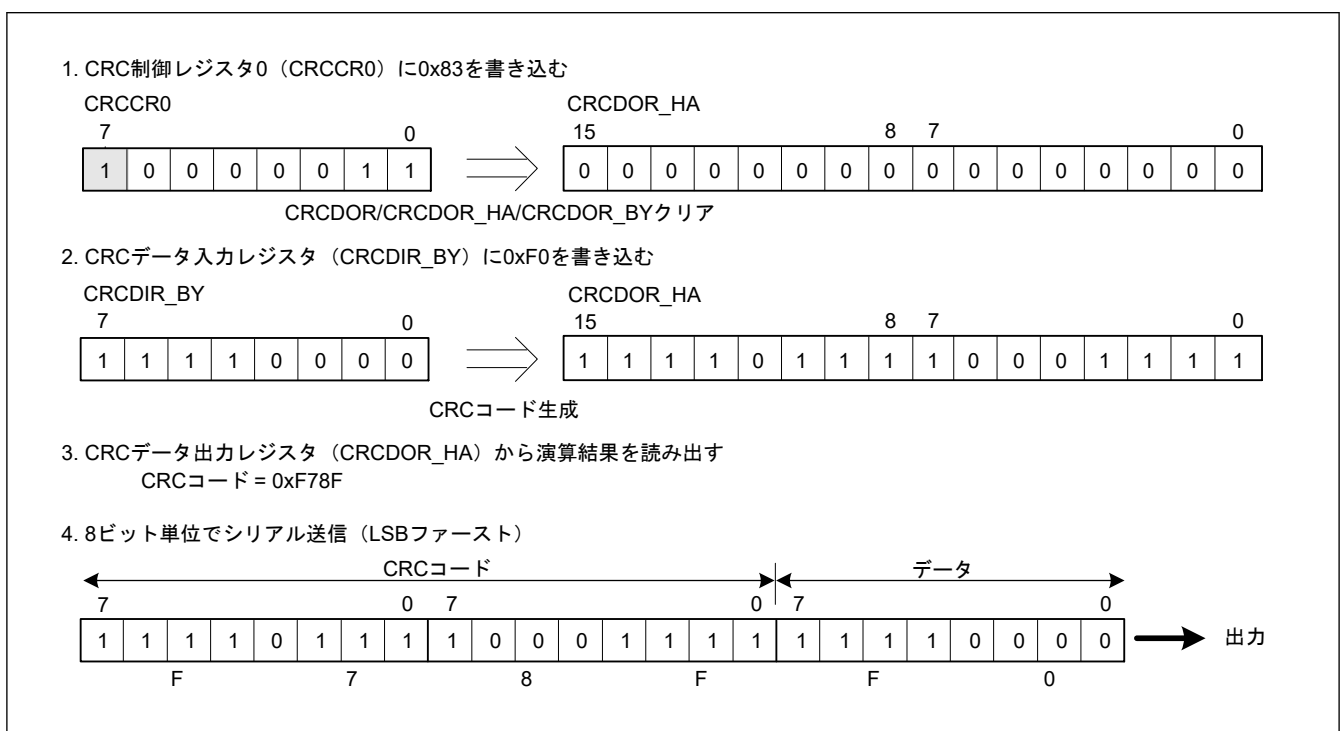 1. CRC制御レジスタ0（CRCCR0）に0x83を書き込む
CRCCR0 CRCDOR_HA
7 0 15 8 7 0
1 0 0 0 0 0 1 1 0 0 0 0 0 0 0 0 0 0 0 0 0 0 0 0
CRCDOR/CRCDOR_HA/CRCDOR_BYクリア
2. CRCデータ入力レジスタ（CRCDIR_BY）に0xF0を書き込む
CRCDIR_BY CRCDOR_HA
7 0 15 8 7 0
1 1 1 1 0 0 0 0 1 1 1 1 0 1 1 1 1 0 0 0 1 1 1 1
CRCコード生成
3. CRCデータ出力レジスタ（CRCDOR_HA）から演算結果を読み出す
CRCコード = 0xF78F
4. 8ビット単位でシリアル送信（LSBファースト）
CRCコード データ
7 0 7 0 7 0
1 1 1 1 0 1 1 1 1 0 0 0 1 1 1 1 1 1 1 1 0 0 0 0 出力
F 7 8 F F 0